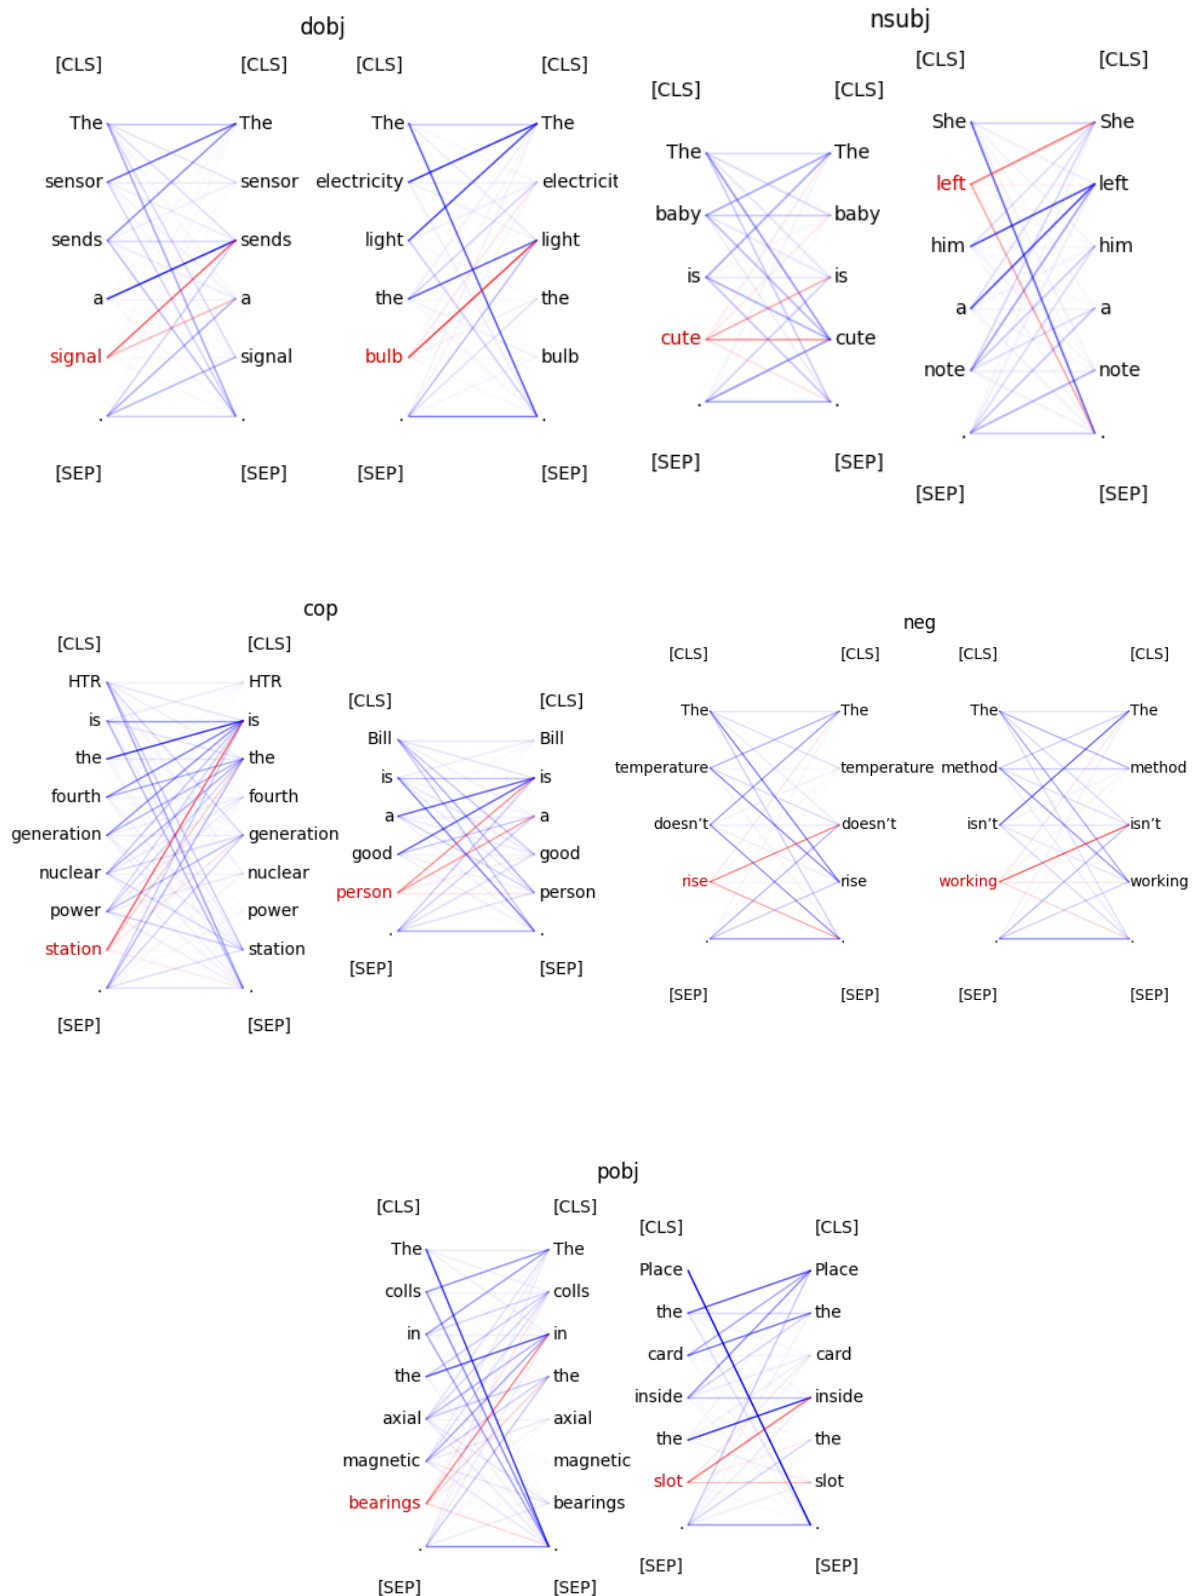 dobj
[CLS] [CLS] [CLS] [CLS]
The The The The
sensor sensor electricity electricit
sends sends light light
a a the the
signal signal bulb bulb
. . . .
[SEP] [SEP] [SEP] [SEP]
nsubj
[CLS] [CLS]
The The
baby baby
is is
cute cute
. .
[SEP] [SEP]
[CLS] [CLS]
She She
left left
him him
a a
note note
. .
[SEP] [SEP]
cop
[CLS] [CLS]
HTR HTR
is is
the the
fourth fourth
generation generation
nuclear nuclear
power power
station station
. .
[SEP] [SEP]
[CLS] [CLS]
Bill Bill
is is
a a
good good
person person
. .
[SEP] [SEP]
neg
[CLS] [CLS] [CLS] [CLS]
The The The The
temperature temperature method method
doesn’t doesn’t isn’t isn’t
rise rise working working
. . . .
[SEP] [SEP] [SEP] [SEP]
pobj
[CLS] [CLS]
The The
colls colls
in in
the the
axial axial
magnetic magnetic
bearings bearings
. .
[SEP] [SEP]
[CLS] [CLS]
Place Place
the the
card card
inside inside
the the
slot slot
. .
[SEP] [SEP]